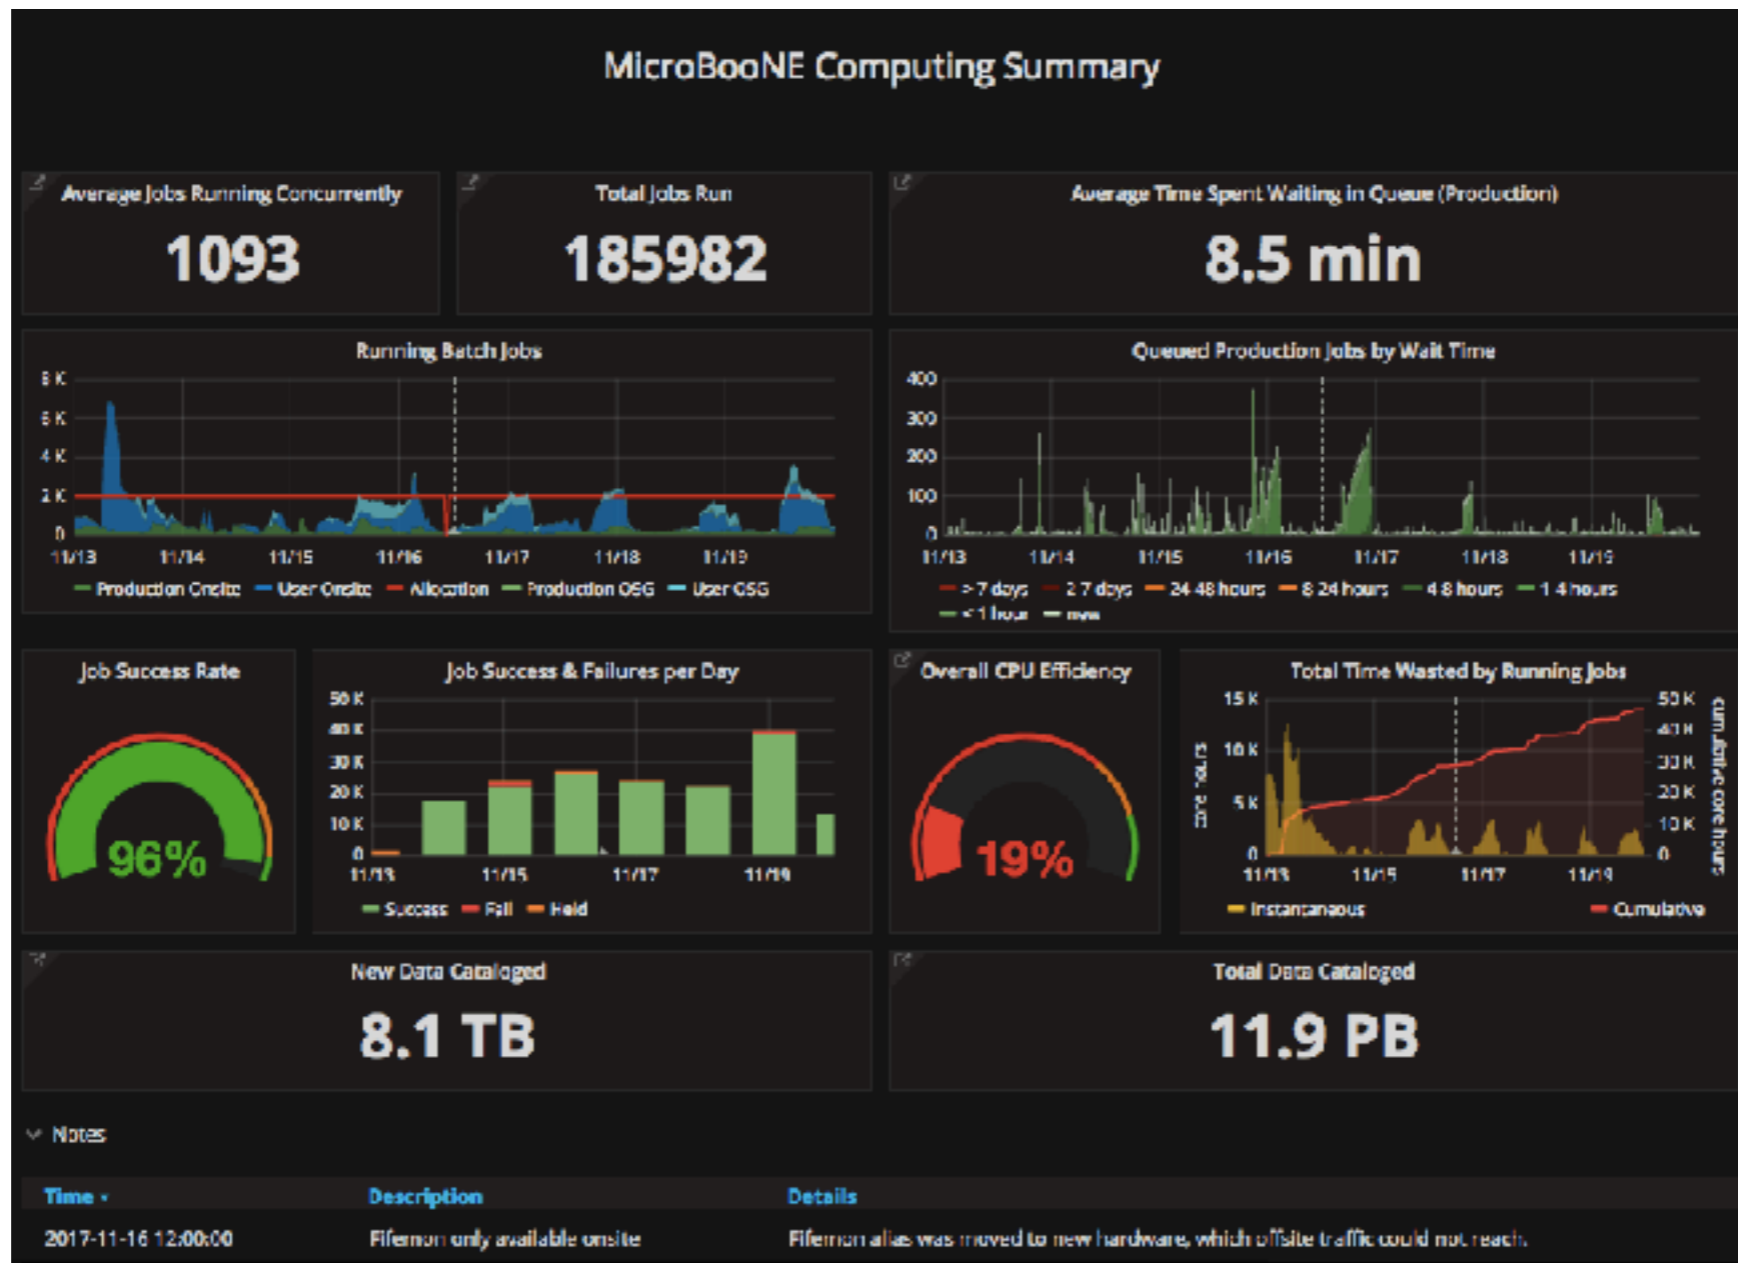 MicroBooNE Computing Summary
Average Jobs Running Concurrently
1093
Total Jobs Run
185982
Average Time Spent Waiting in Queue (Production)
8.5 min
Running Batch Jobs
8 K
6 K
4 K
2 K
0
11/13 11/14 11/15 11/16 11/17 11/18 11/19
Production Onsite User Onsite Allocation Production OSG User OSG
Queued Production Jobs by Wait Time
400
300
200
100
0
11/13 11/14 11/15 11/16 11/17 11/18 11/19
> 7 days 2-7 days 24-48 hours 8-24 hours 4-8 hours 1-4 hours
< 1 hour new
Job Success Rate
96%
Job Success & Failures per Day
50 K
40 K
30 K
20 K
10 K
0
11/13 11/15 11/17 11/19
Success Fail Held
Overall CPU Efficiency
19%
Total Time Wasted by Running Jobs
core hours
15 K
10 K
5 K
0
50 K
40 K
30 K
20 K
10 K
0
cumulative core hours
11/13 11/15 11/17 11/19
Instantaneous Cumulative
New Data Cataloged
8.1 TB
Total Data Cataloged
11.9 PB
Notes
Time Description Details
2017-11-16 12:00:00 Fifemon only available onsite Fifemon alias was moved to new hardware, which offsite traffic could not reach.